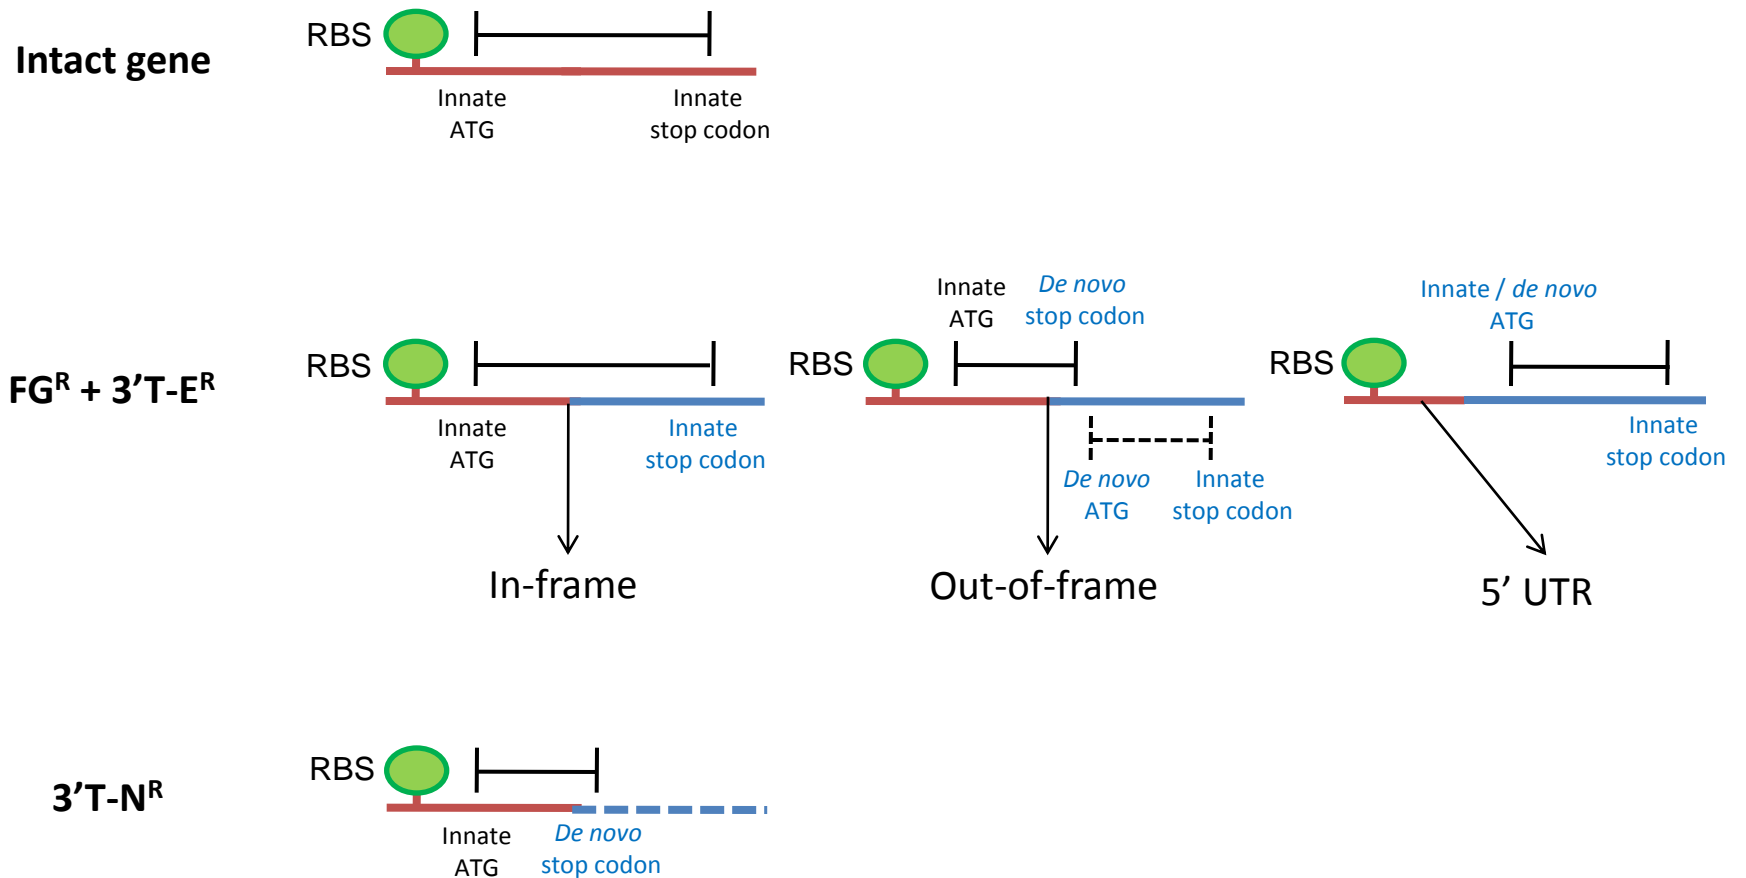 Intact gene
RBS
Innate
ATG
Innate
stop codon
FGᴿ + 3’T-Eᴿ
RBS
Innate
ATG
Innate
stop codon
In-frame
RBS
Innate
ATG
De novo
stop codon
De novo
ATG
Innate
stop codon
Out-of-frame
RBS
Innate / de novo
ATG
Innate
stop codon
5’ UTR
3’T-Nᴿ
RBS
Innate
ATG
De novo
stop codon